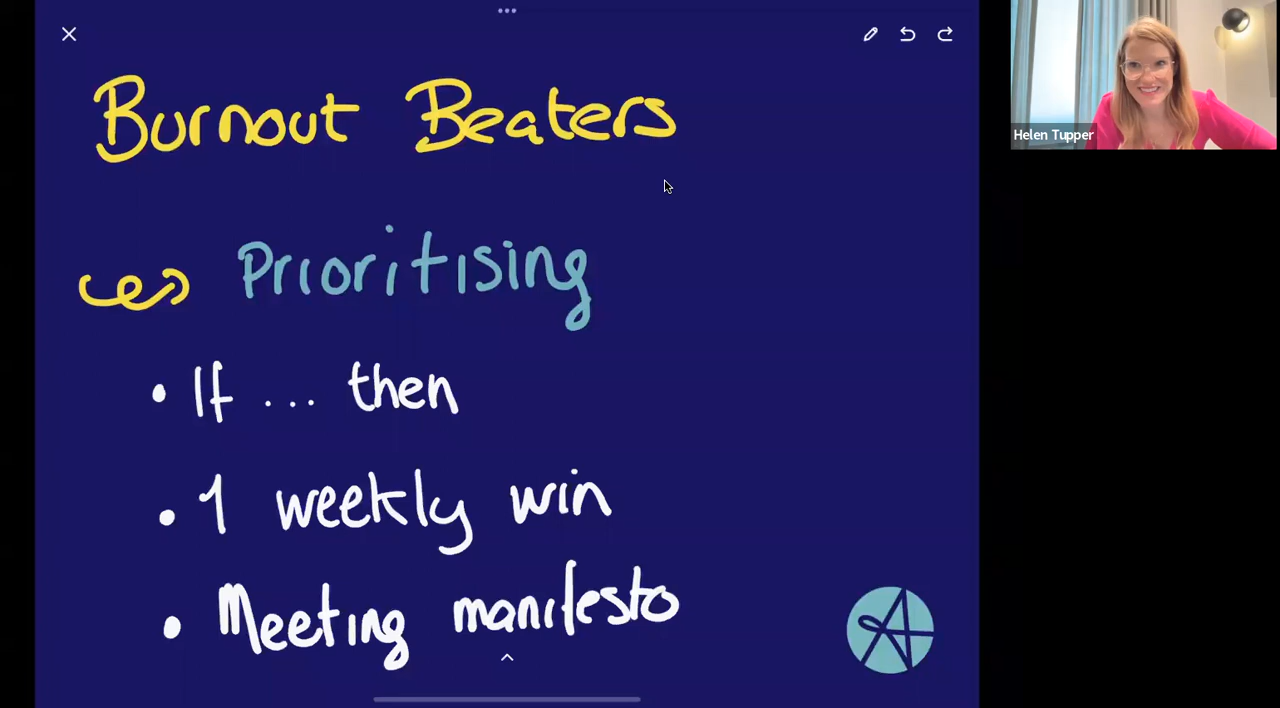 Burnout Beaters
Helen Tupper
Prioritising
• If ... then
• 1 weekly win
• Meeting manifesto